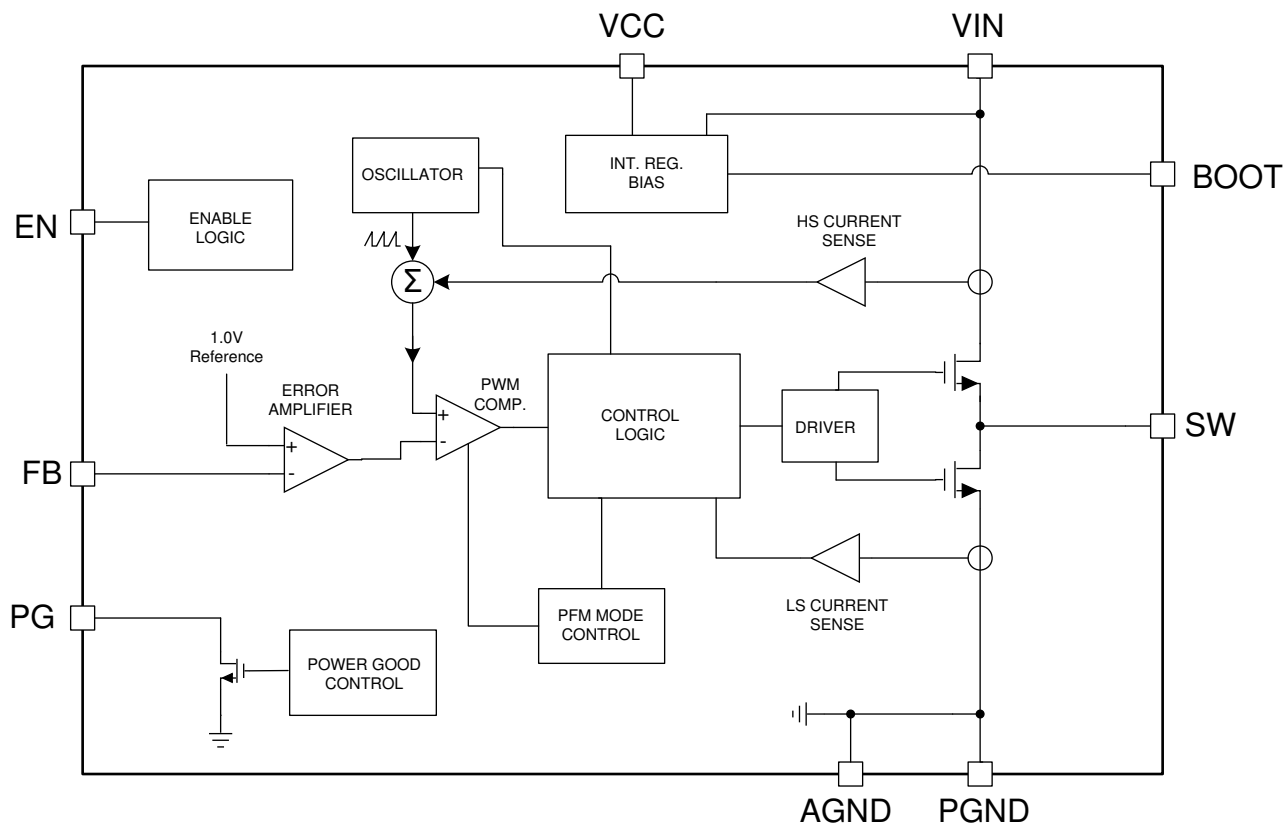 VCC
VIN
BOOT
EN
OSCILLATOR
INT. REG.
BIAS
ENABLE
LOGIC
HS CURRENT
SENSE
Σ
1.0V
Reference
ERROR
AMPLIFIER
PWM
COMP.
+
-
+
-
CONTROL
LOGIC
DRIVER
SW
FB
PG
PFM MODE
CONTROL
LS CURRENT
SENSE
POWER GOOD
CONTROL
AGND
PGND